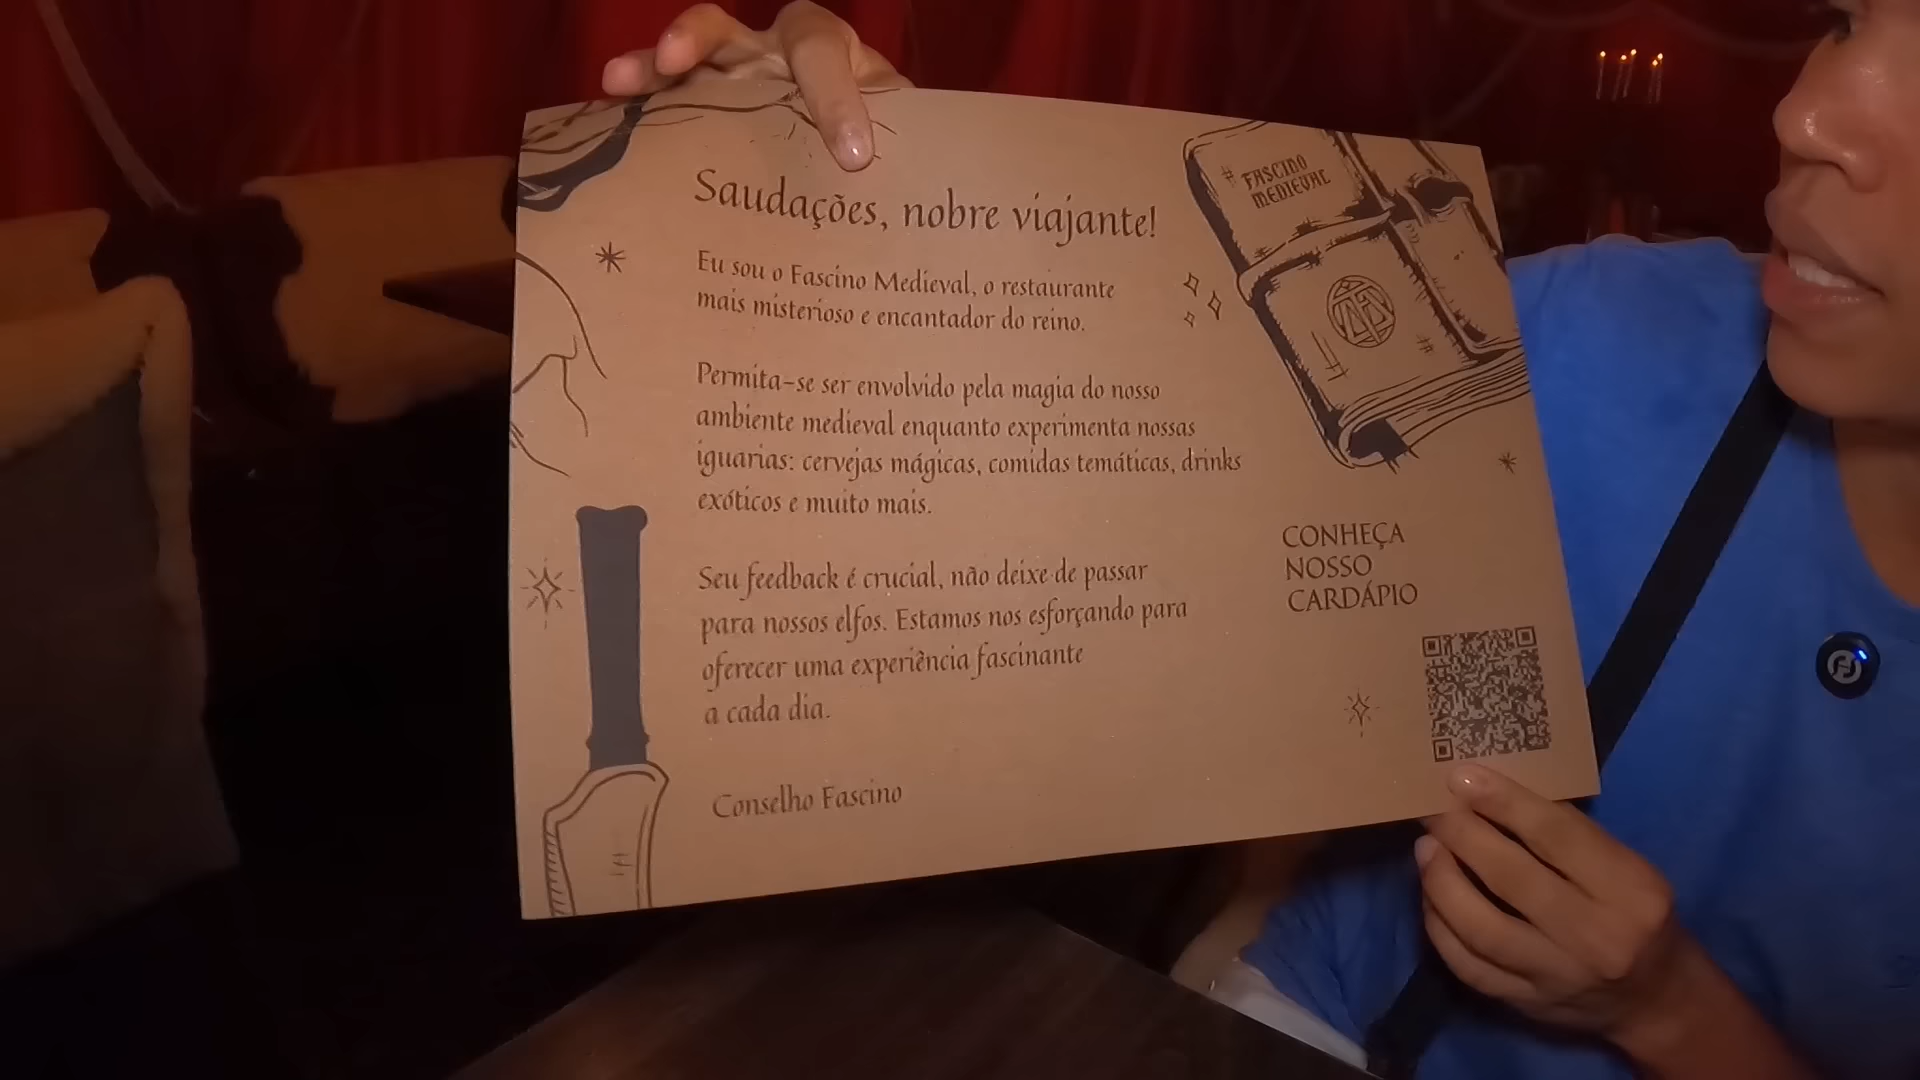 Saudações, nobre viajante!
Eu sou o Fascino Medieval, o restaurante
mais misterioso e encantador do reino.
Permita-se ser envolvido pela magia do nosso
ambiente medieval enquanto experimenta nossas
iguarias: cervejas mágicas, comidas temáticas, drinks
exóticos e muito mais.
Seu feedback é crucial, não deixe de passar
para nossos elfos. Estamos nos esforçando para
oferecer uma experiência fascinante
a cada dia.
Conselho Fascino
# FASCINO
MEDIEVAL
CONHEÇA
NOSSO
CARDÁPIO